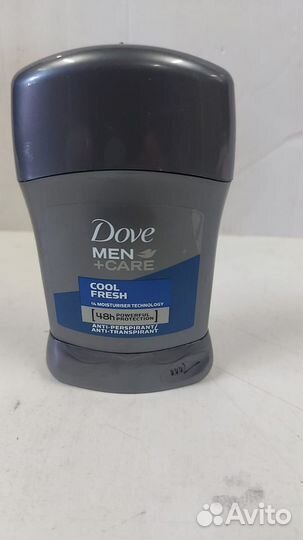 Dove
MEN
+CARE
COOL
FRESH
¼ MOISTURISER TECHNOLOGY
[48h POWERFUL
PROTECTION]
ANTI-PERSPIRANT/
ANTI-TRANSPIRANT
Avito